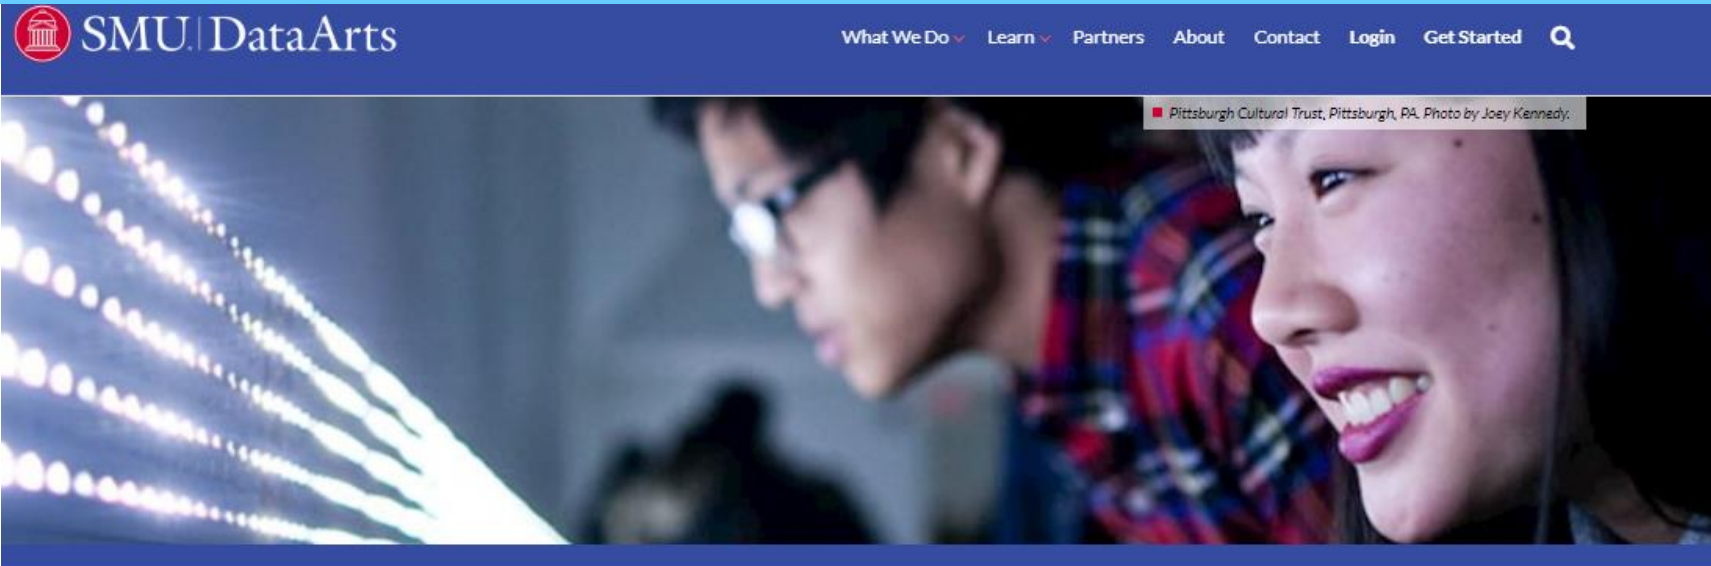 SMU. DataArts
What We Do Learn Partners About Contact Login Get Started
Pittsburgh Cultural Trust, Pittsburgh, PA. Photo by Joey Kennedy.